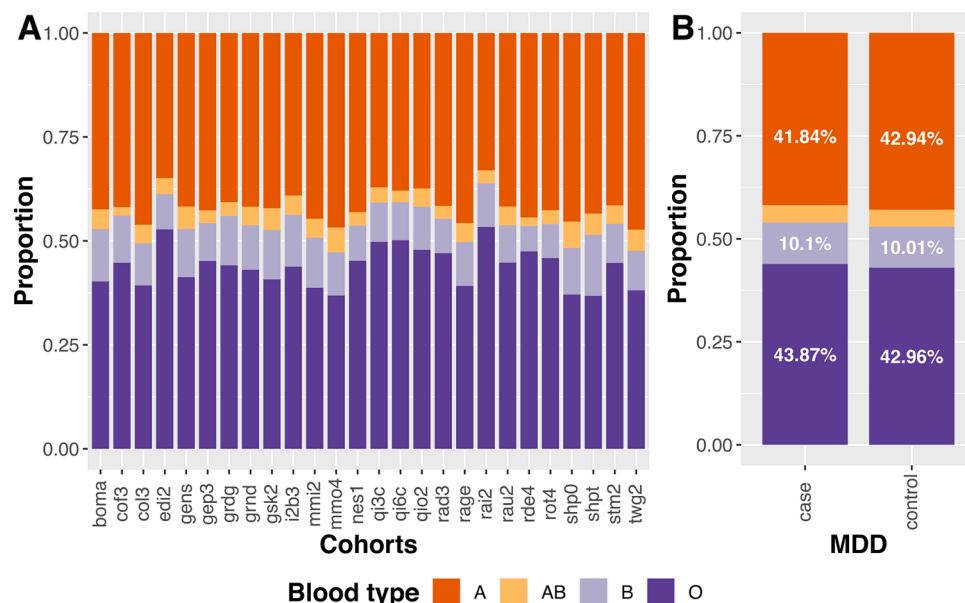 A
B
Proportion
1.00
0.75
0.50
0.25
0.00
boma
cof3
col3
edi2
gens
gep3
grdg
grnd
gsk2
i2b3
mmi2
mmo4
nes1
qi3c
qi6c
qio2
rad3
rage
rai2
rau2
rde4
rot4
shp0
shpt
stm2
twg2
Cohorts
Proportion
1.00
0.75
0.50
0.25
0.00
41.84%
42.94%
10.1%
10.01%
43.87%
42.96%
case
control
MDD
Blood type A AB B O